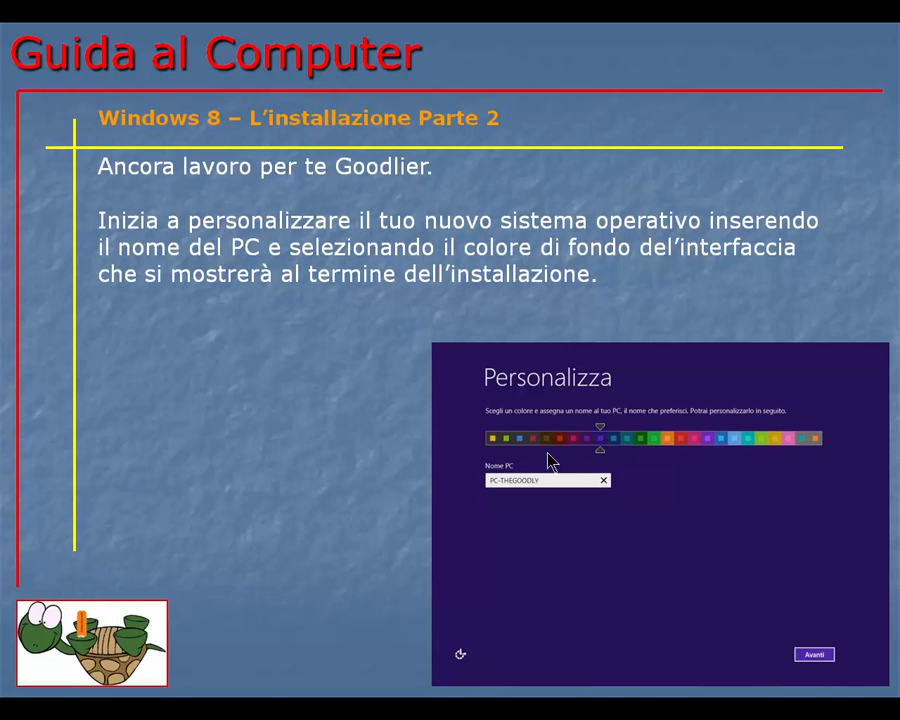 Guida al Computer
Windows 8 – L’installazione Parte 2
Ancora lavoro per te Goodlier.
Inizia a personalizzare il tuo nuovo sistema operativo inserendo
il nome del PC e selezionando il colore di fondo del’interfaccia
che si mostrerà al termine dell’installazione.
Personalizza
Scegli un colore e assegna un nome al tuo PC, il nome che preferisci. Potrai personalizzarlo in seguito.
Nome PC
PC-THEGOODLY
Avanti